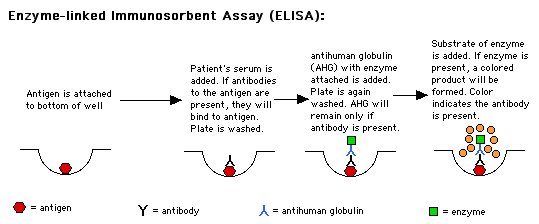 Enzyme-linked Immunosorbent Assay (ELISA):
Antigen is attached
to bottom of well
Patient's serum is
added. If antibodies
to the antigen are
present, they will
bind to antigen.
Plate is washed.
antihuman globulin
(AHG) with enzyme
attached is added.
Plate is again
washed. AHG will
remain only if
antibody is present.
Substrate of enzyme
is added. If enzyme is
present, a colored
product will be
formed. Color
indicates the antibody
is present.
= antigen
= antibody
= antihuman globulin
= enzyme